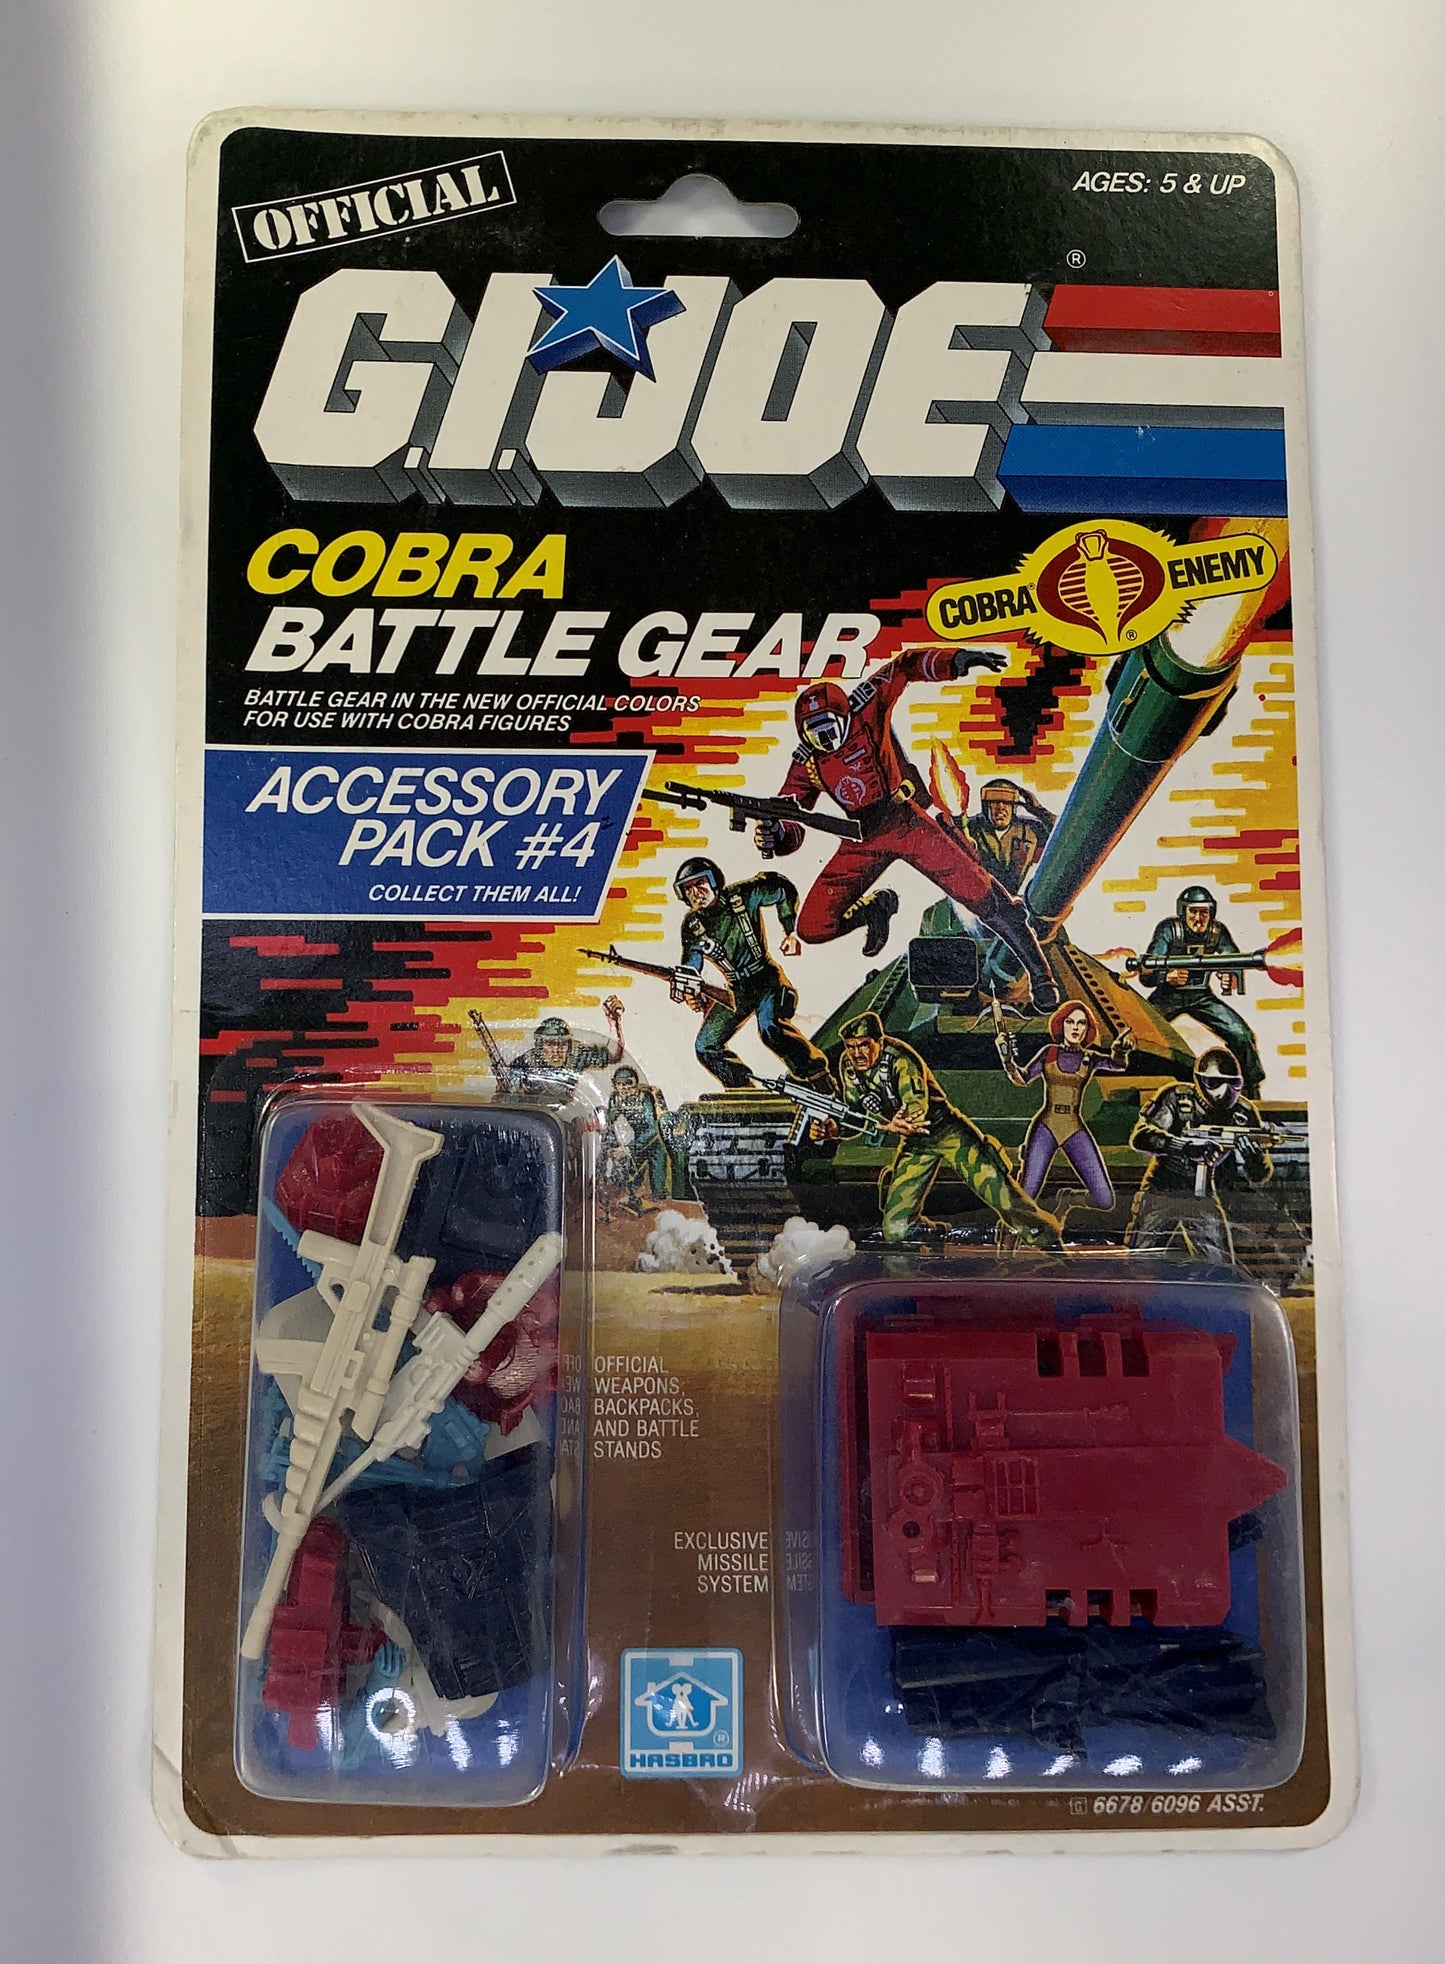 OFFICIAL
AGES: 5 & UP
G.I. JOE ®
COBRA
BATTLE GEAR
COBRA® ENEMY
®
BATTLE GEAR IN THE NEW OFFICIAL COLORS
FOR USE WITH COBRA FIGURES
ACCESSORY
PACK #4
COLLECT THEM ALL!
OFFICIAL
WEAPONS,
BACKPACKS,
AND BATTLE
STANDS
EXCLUSIVE
MISSILE
SYSTEM
®
HASBRO
G 6678/6096 ASST.